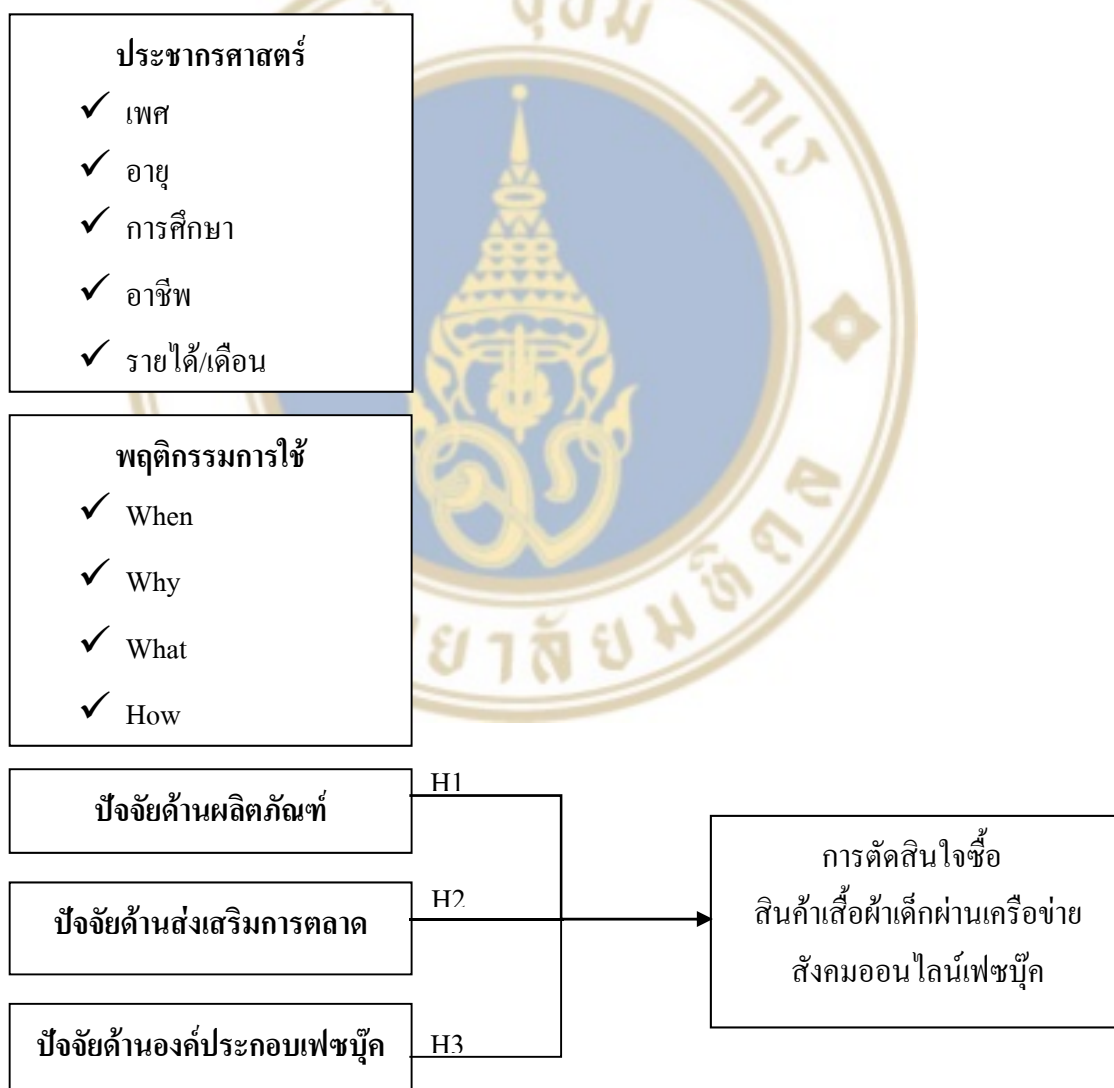 ประชากรศาสตร์
✓ เพศ
✓ อายุ
✓ การศึกษา
✓ อาชีพ
✓ รายได้/เดือน
พฤติกรรมการใช้
✓ When
✓ Why
✓ What
✓ How
ปัจจัยด้านผลิตภัณฑ์
H1
ปัจจัยด้านส่งเสริมการตลาด
H2
ปัจจัยด้านองค์ประกอบเฟซบุ๊ค
H3
การตัดสินใจซื้อ
สินค้าเสื้อผ้าเด็กผ่านเครือข่าย
สังคมออนไลน์เฟซบุ๊ค